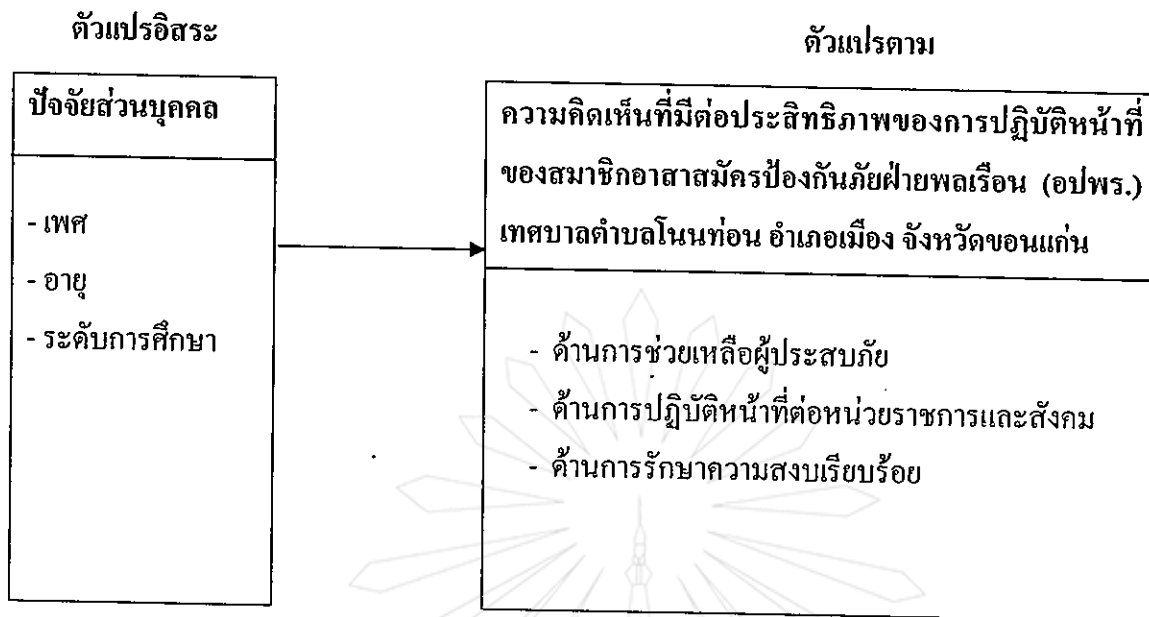 ตัวแปรอิสระ
ปัจจัยส่วนบุคคล
- เพศ
- อายุ
- ระดับการศึกษา
ตัวแปรตาม
ความคิดเห็นที่มีต่อประสิทธิภาพของการปฏิบัติหน้าที่
ของสมาชิกอาสาสมัครป้องกันภัยฝ่ายพลเรือน (อปพร.)
เทศบาลตำบลโนนท่อน อำเภอเมือง จังหวัดขอนแก่น
- ด้านการช่วยเหลือผู้ประสบภัย
- ด้านการปฏิบัติหน้าที่ต่อหน่วยราชการและสังคม
- ด้านการรักษาความสงบเรียบร้อย